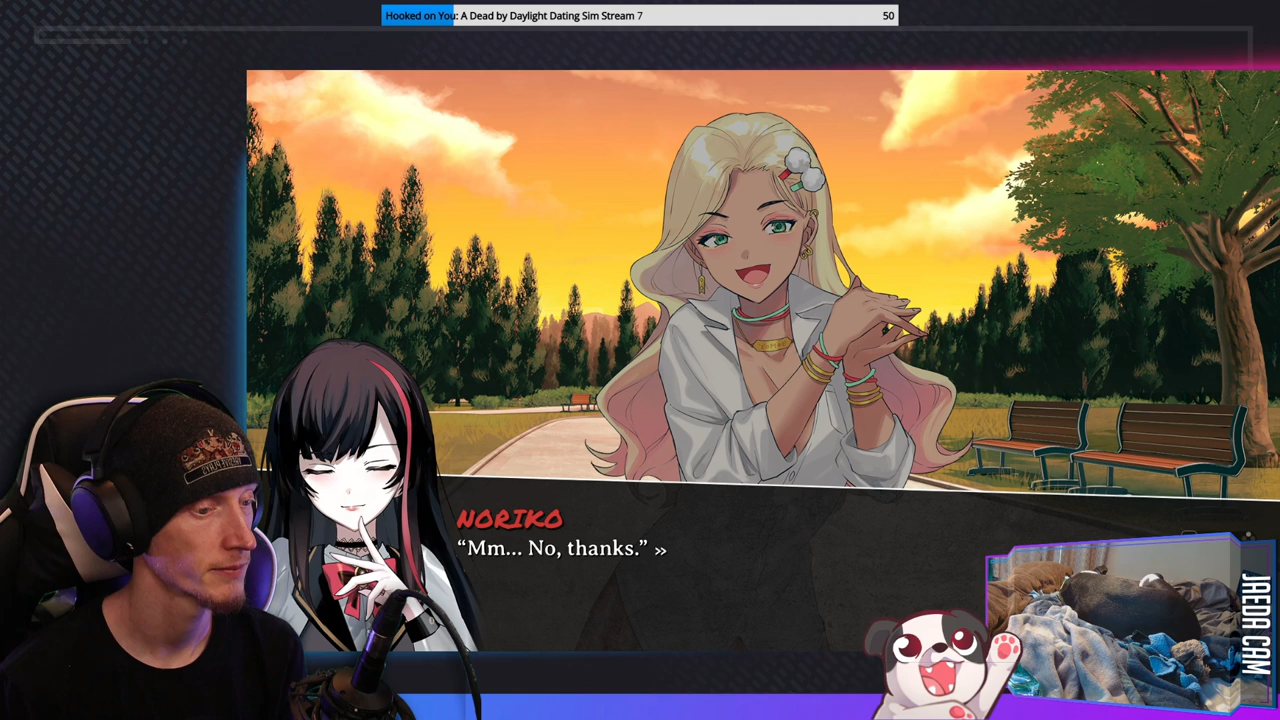 Hooked on You: A Dead by Daylight Dating Sim Stream 7
50
NORIKO
“Mm... No, thanks.” »
JAEDA CAM